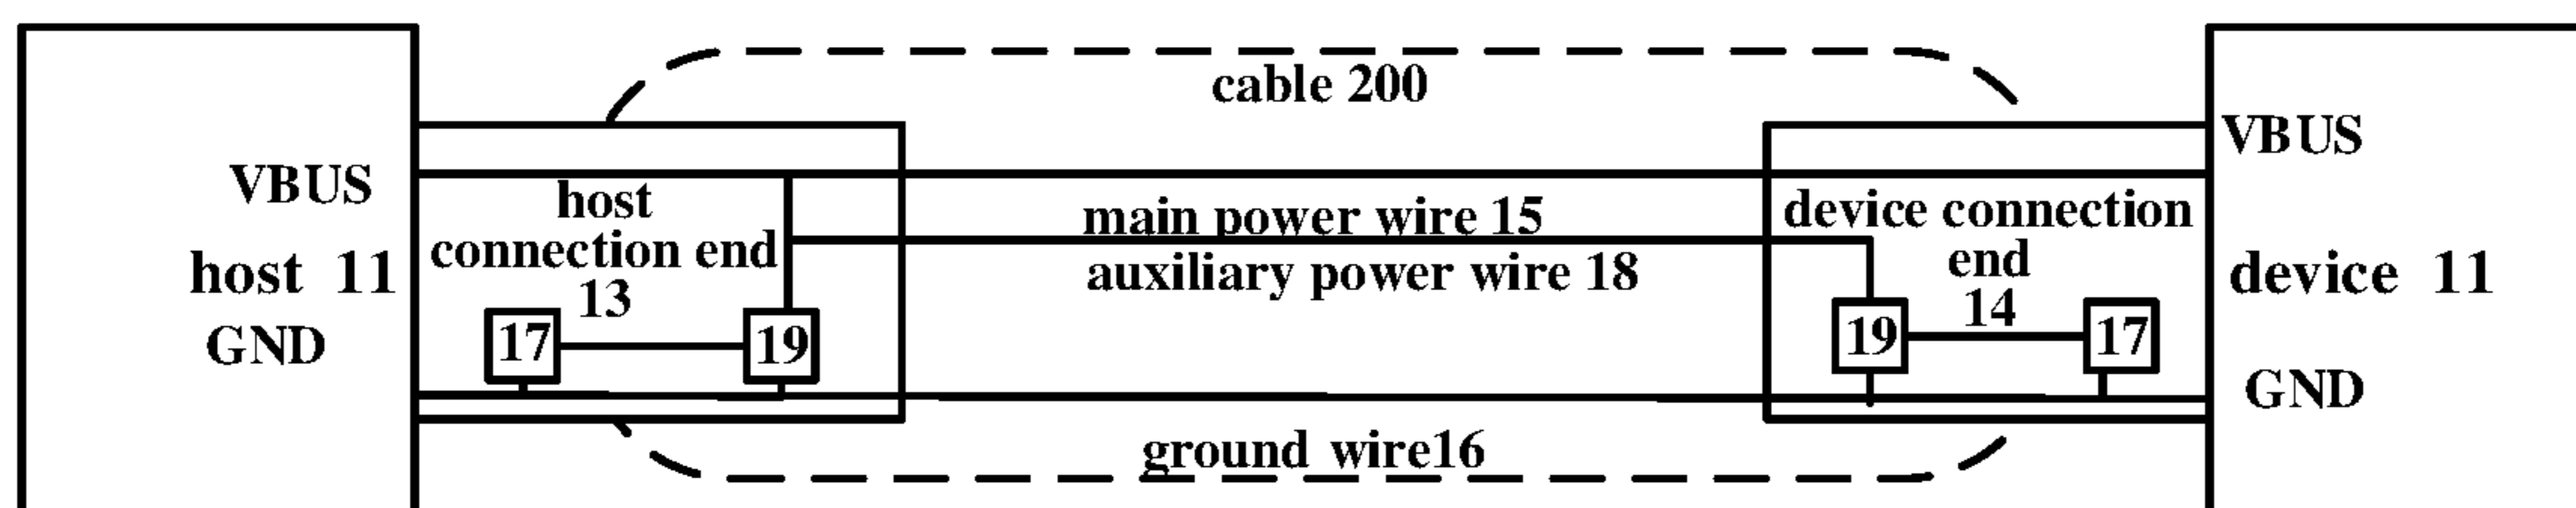 cable 200
VBUS
host 11
GND
host
connection end
13
17
19
main power wire 15
auxiliary power wire 18
ground wire16
device connection
end
14
19
17
VBUS
device 11
GND